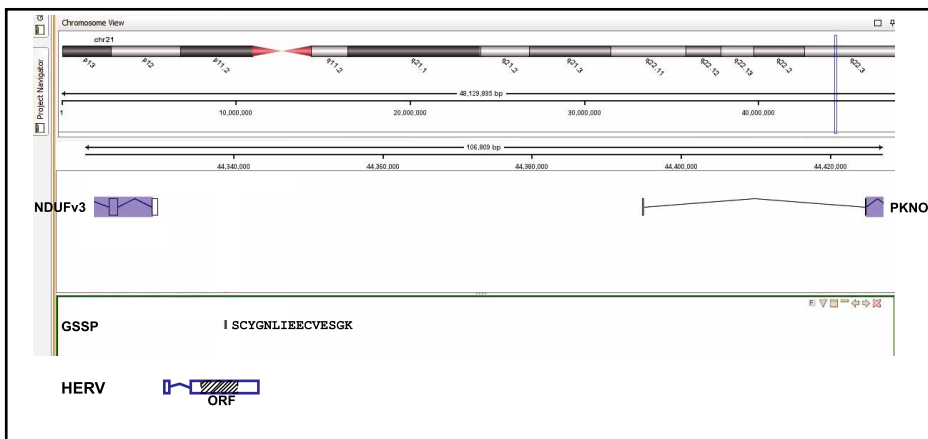 Chromosome View
Project Navigator
chr21
p13 p12 p11.2 q11.2 q21.1 q21.2 q21.3 q22.11 q22.12 q22.13 q22.2 q22.3
48,129,895 bp
1 10,000,000 20,000,000 30,000,000 40,000,000
106,809 bp
44,340,000 44,360,000 44,380,000 44,400,000 44,420,000
NDUFv3 PKNO
GSSP SCYGNLIEECVESGK
HERV
ORF